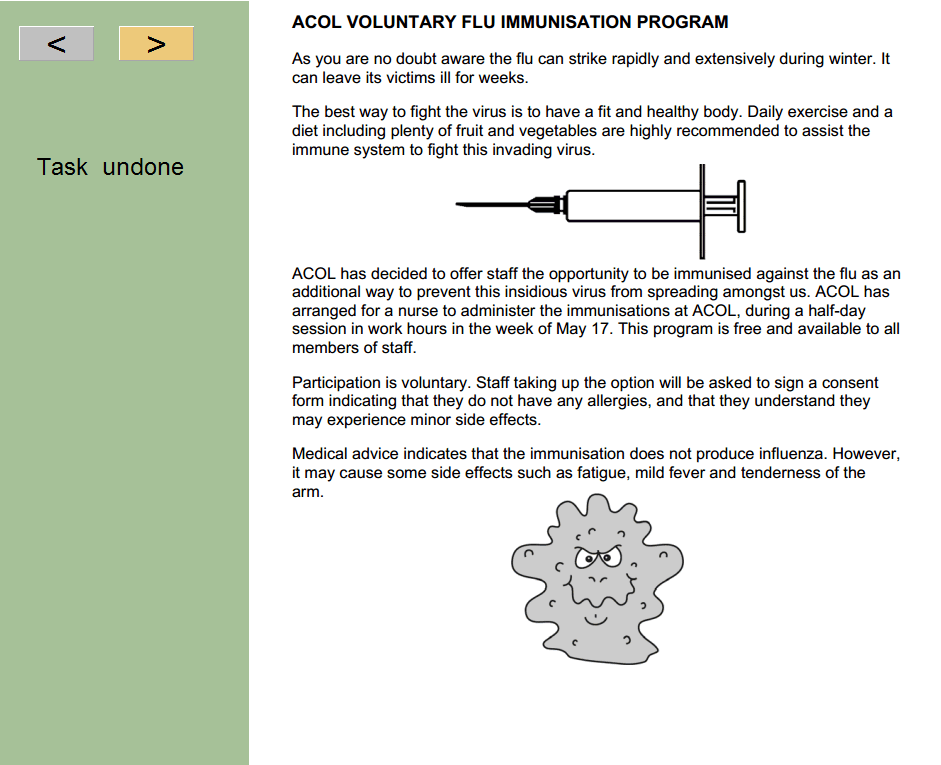 <
>
Task undone
ACOL VOLUNTARY FLU IMMUNISATION PROGRAM
As you are no doubt aware the flu can strike rapidly and extensively during winter. It
can leave its victims ill for weeks.
The best way to fight the virus is to have a fit and healthy body. Daily exercise and a
diet including plenty of fruit and vegetables are highly recommended to assist the
immune system to fight this invading virus.
ACOL has decided to offer staff the opportunity to be immunised against the flu as an
additional way to prevent this insidious virus from spreading amongst us. ACOL has
arranged for a nurse to administer the immunisations at ACOL, during a half-day
session in work hours in the week of May 17. This program is free and available to all
members of staff.
Participation is voluntary. Staff taking up the option will be asked to sign a consent
form indicating that they do not have any allergies, and that they understand they
may experience minor side effects.
Medical advice indicates that the immunisation does not produce influenza. However,
it may cause some side effects such as fatigue, mild fever and tenderness of the
arm.